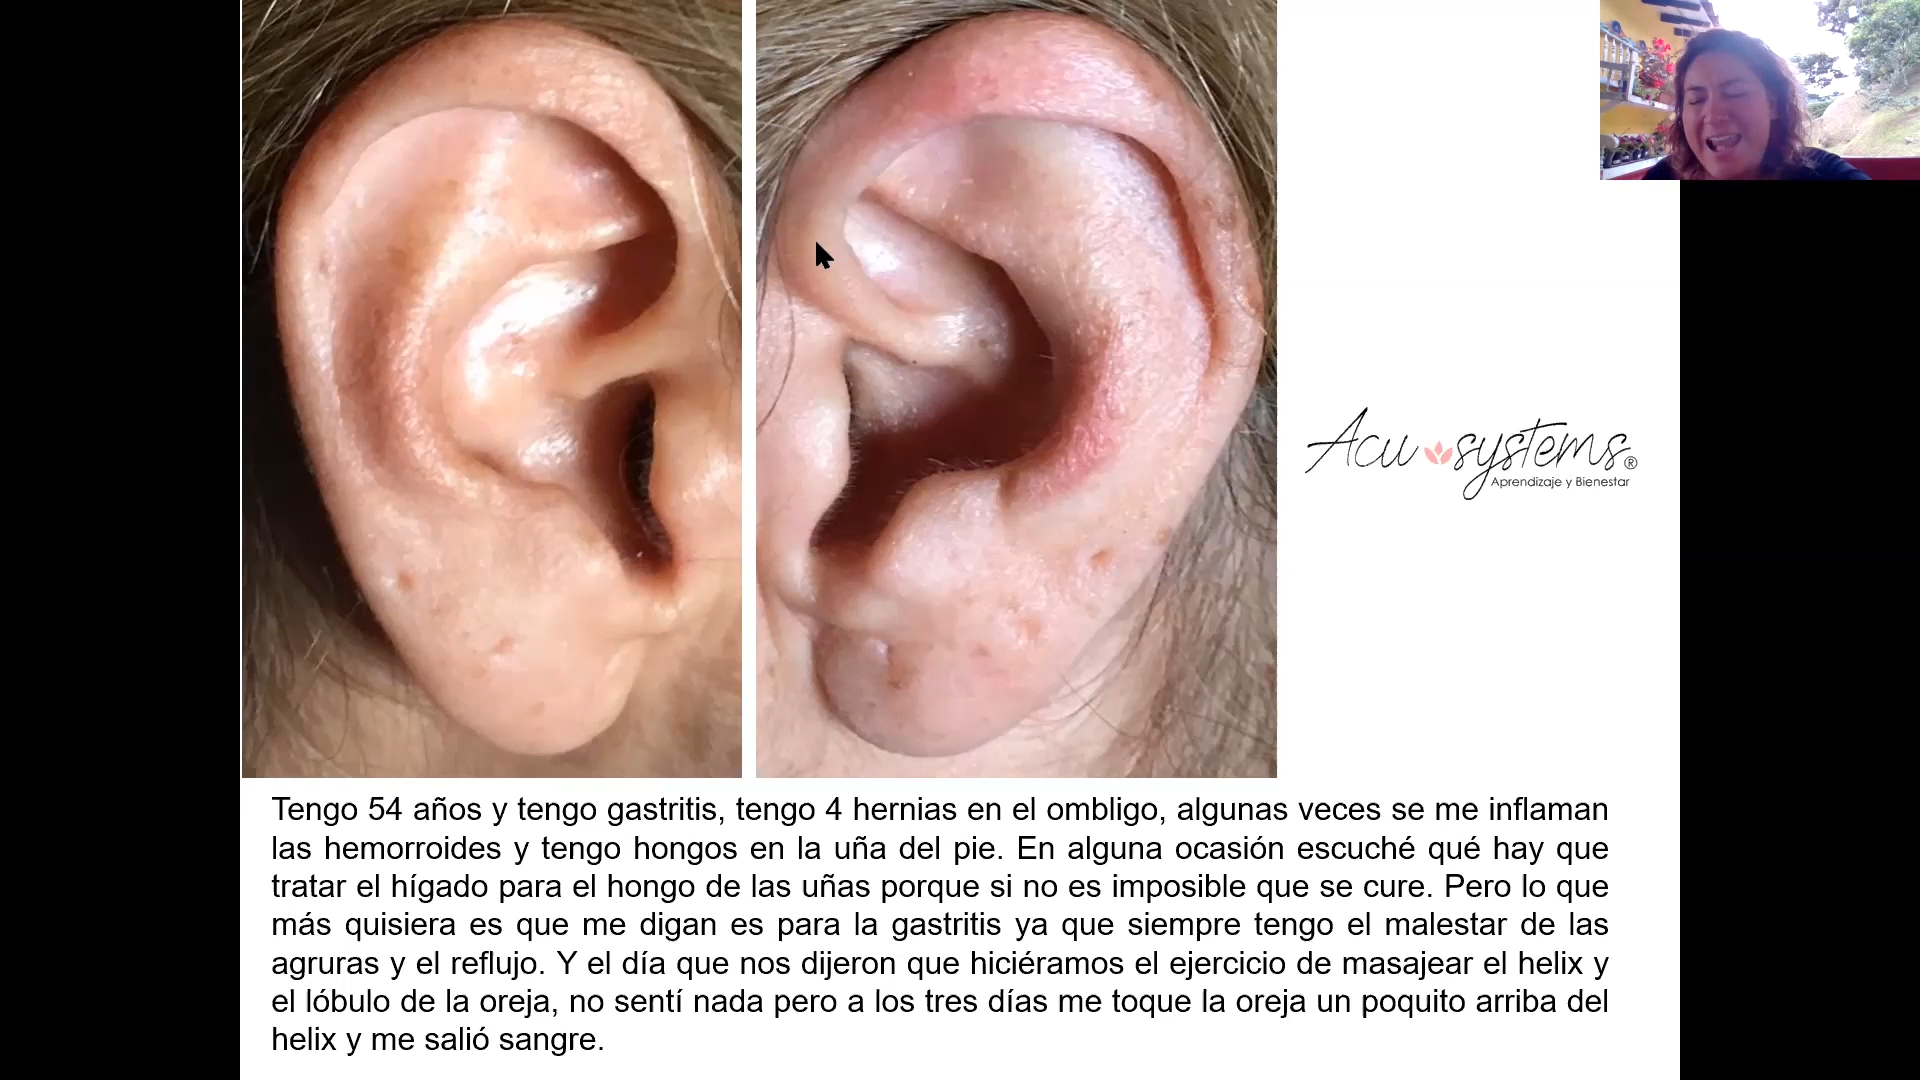 Acu systems®
Aprendizaje y Bienestar
Tengo 54 años y tengo gastritis, tengo 4 hernias en el ombligo, algunas veces se me inflaman
las hemorroides y tengo hongos en la uña del pie. En alguna ocasión escuché qué hay que
tratar el hígado para el hongo de las uñas porque si no es imposible que se cure. Pero lo que
más quisiera es que me digan es para la gastritis ya que siempre tengo el malestar de las
agruras y el reflujo. Y el día que nos dijeron que hiciéramos el ejercicio de masajear el helix y
el lóbulo de la oreja, no sentí nada pero a los tres días me toque la oreja un poquito arriba del
helix y me salió sangre.